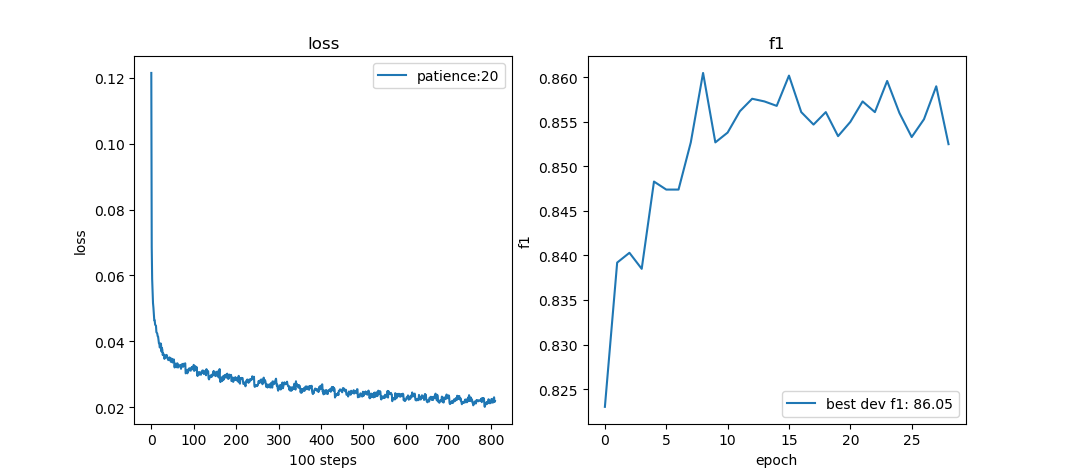 loss
patience:20
0.12
0.10
0.08
0.06
0.04
0.02
loss
0 100 200 300 400 500 600 700 800
100 steps
f1
0.860
0.855
0.850
0.845
0.840
0.835
0.830
0.825
f1
best dev f1: 86.05
0 5 10 15 20 25
epoch